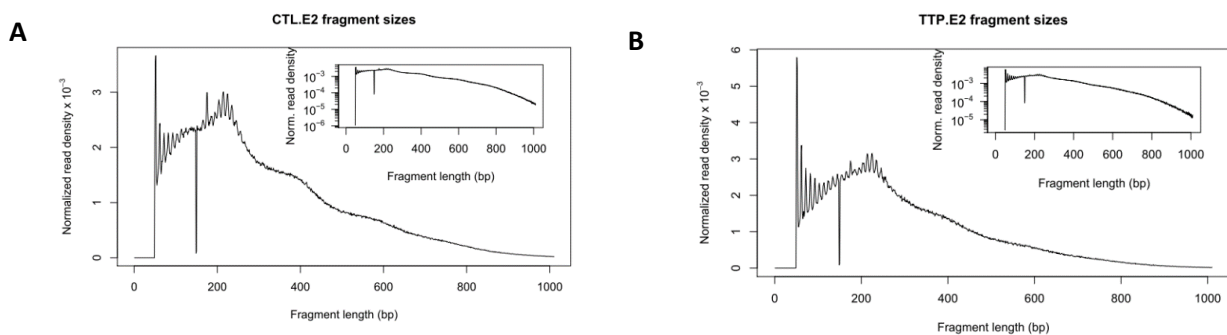 A
CTL.E2 fragment sizes
Normalized read density x 10⁻³
3
2
1
0
0 200 400 600 800 1000
Fragment length (bp)
Norm. read density
10⁻³
10⁻⁴
10⁻⁵
10⁻⁶
0 200 400 600 800 1000
Fragment length (bp)
B
TTP.E2 fragment sizes
Normalized read density x 10⁻³
6
5
4
3
2
1
0
0 200 400 600 800 1000
Fragment length (bp)
Norm. read density
10⁻³
10⁻⁴
10⁻⁵
0 200 400 600 800 1000
Fragment length (bp)